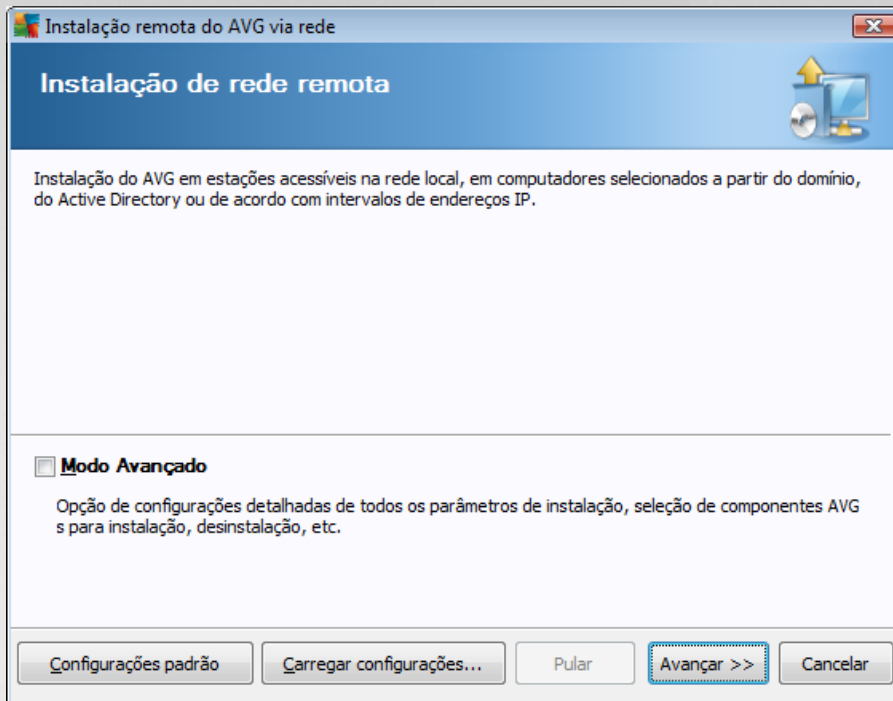 Instalação remota do AVG via rede
Instalação de rede remota
Instalação do AVG em estações acessíveis na rede local, em computadores selecionados a partir do domínio,
do Active Directory ou de acordo com intervalos de endereços IP.
Modo Avançado
Opção de configurações detalhadas de todos os parâmetros de instalação, seleção de componentes AVG
s para instalação, desinstalação, etc.
Configurações padrão
Carregar configurações...
Pular
Avançar >>
Cancelar